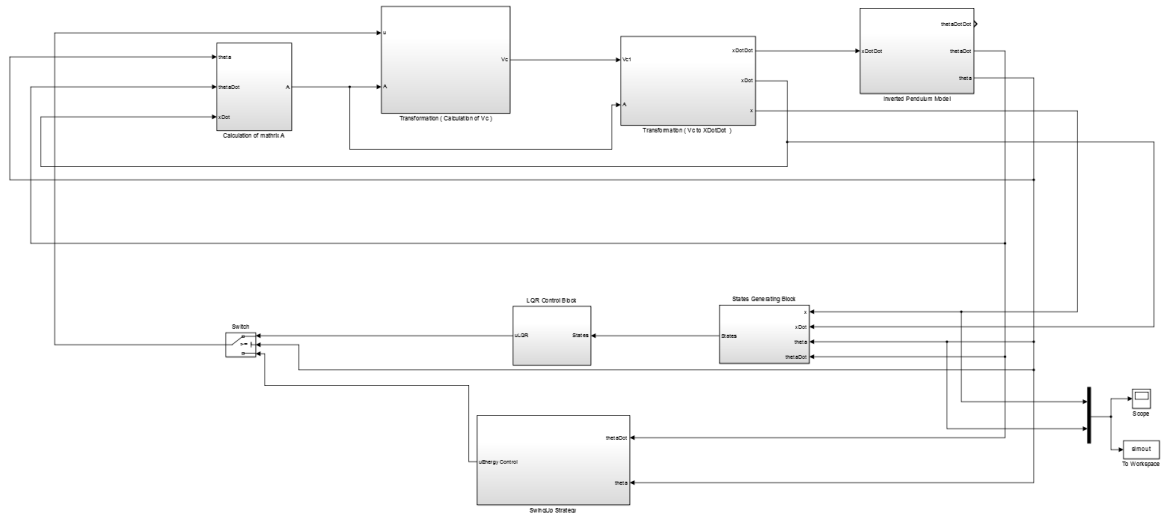 thetaDotDot
u
xDotDot
thetaDot
theta
Vc
Vc1
xDotDot
thetaDot
xDot
theta
A
A
A
x
xDot
Inverted Pendulum Model
Calculation of mathrix A
Transformation ( Calculation of Vc )
Transformation ( Vc to XDotDot )
LQR Control Block
States Generating Block
x
Switch
xDot
uLQR
States
States
theta
thetaDot
Scope
thetaDot
simout
uEnergy Control
To Workspace
theta
SwingUp Strategy